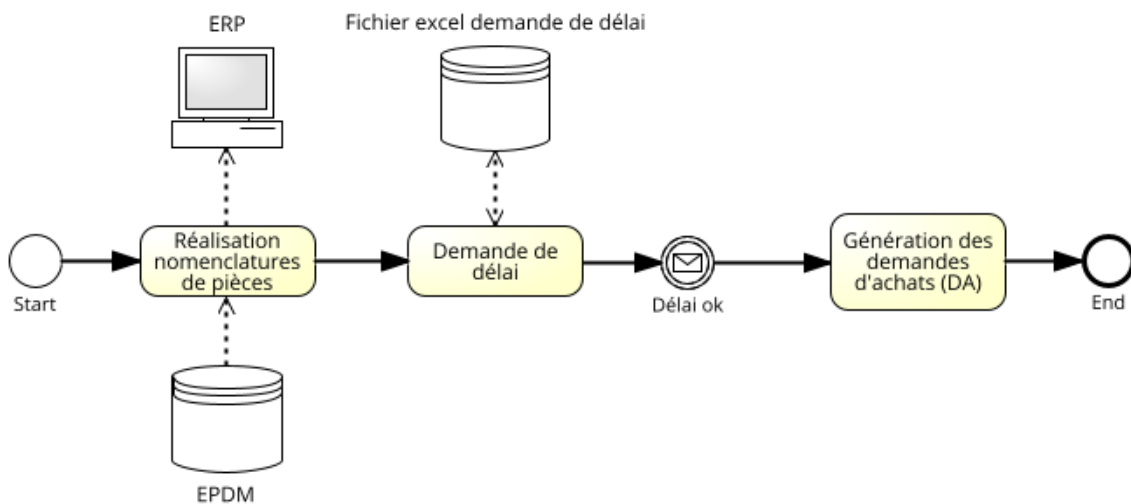 ERP
Fichier excel demande de délai
Start
Réalisation
nomenclatures
de pièces
Demande de
délai
Délai ok
Génération des
demandes
d'achats (DA)
End
EPDM